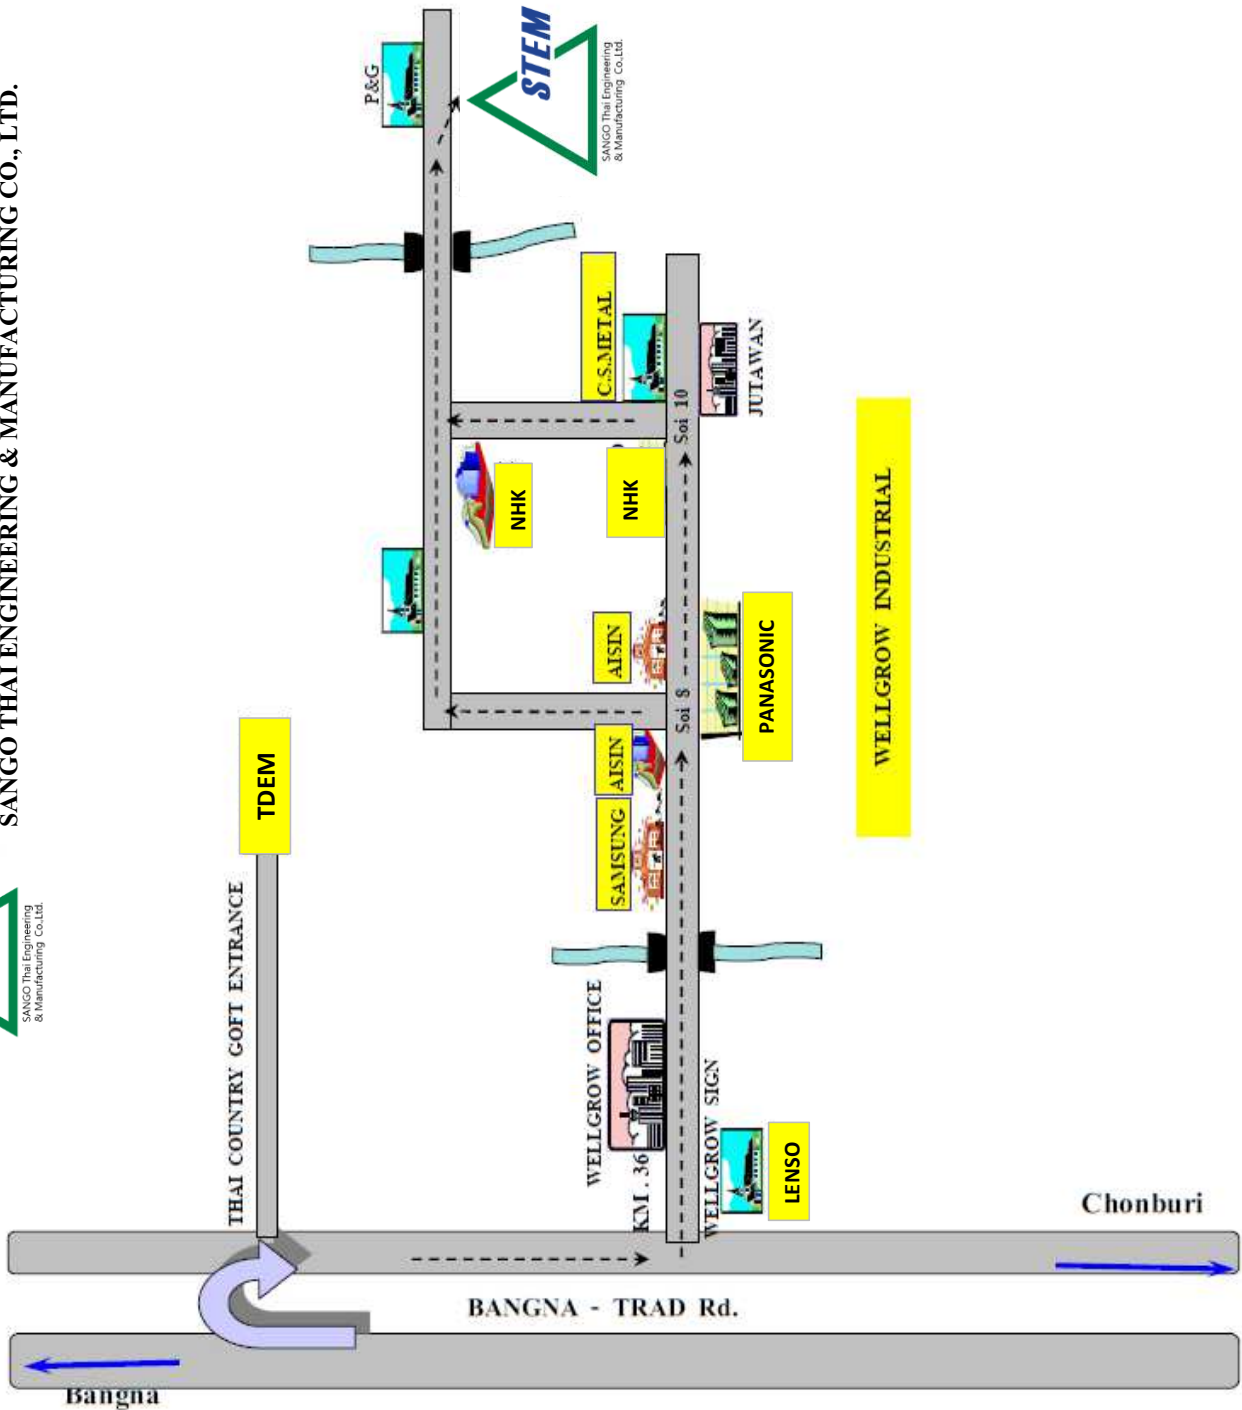 SANGO THAI ENGINEERING & MANUFACTURING CO., LTD.
SANGO Thai Engineering
& Manufacturing Co.,Ltd.
P&G
STEM
SANGO Thai Engineering
& Manufacturing Co.,Ltd.
TDEM
THAI COUNTRY GOFT ENTRANCE
NHK
C.S.METAL
NHK
AISIN
AISIN
SAMSUNG
WELLGROW OFFICE
KM . 36
Soi 8
Soi 10
JUTAWAN
PANASONIC
WELLGROW SIGN
LENSO
WELLGROW INDUSTRIAL
Chonburi
BANGNA - TRAD Rd.
Bangna